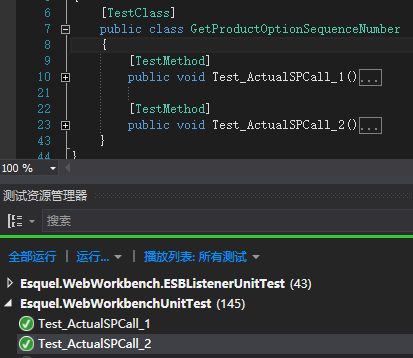 6 [TestClass]
7 public class GetProductOptionSequenceNumber
8 {
9 [TestMethod]
10 public void Test_ActualSPCall_1()...
21
22 [TestMethod]
23 public void Test_ActualSPCall_2()...
43 }
44 }
100 %
测试资源管理器
搜索
全部运行 | 运行... | 播放列表: 所有测试
Esquel.WebWorkbench.ESBListenerUnitTest (43)
Esquel.WebWorkbenchUnitTest (145)
Test_ActualSPCall_1
Test_ActualSPCall_2